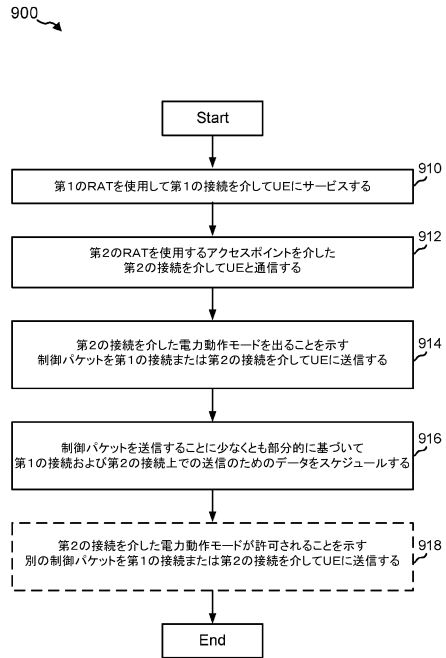 900
Start
910
第1のRATを使用して第1の接続を介してUEにサービスする
912
第2のRATを使用するアクセスポイントを介した
第2の接続を介してUEと通信する
914
第2の接続を介した電力動作モードを出ることを示す
制御パケットを第1の接続または第2の接続を介してUEに送信する
916
制御パケットを送信することに少なくとも部分的に基づいて
第1の接続および第2の接続上での送信のためのデータをスケジュールする
918
第2の接続を介した電力動作モードが許可されることを示す
別の制御パケットを第1の接続または第2の接続を介してUEに送信する
End